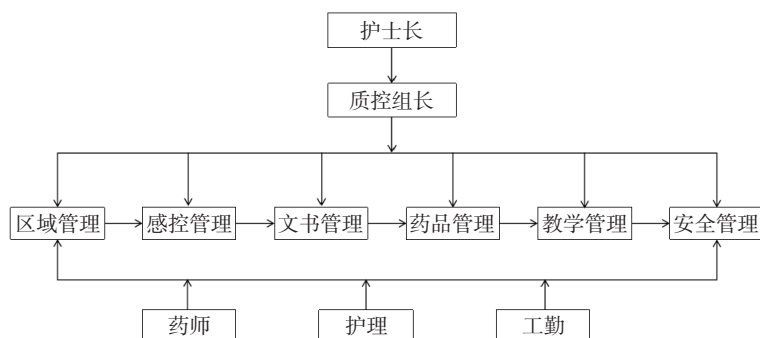 护士长
质控组长
区域管理 感控管理 文书管理 药品管理 教学管理 安全管理
药师 护理 工勤